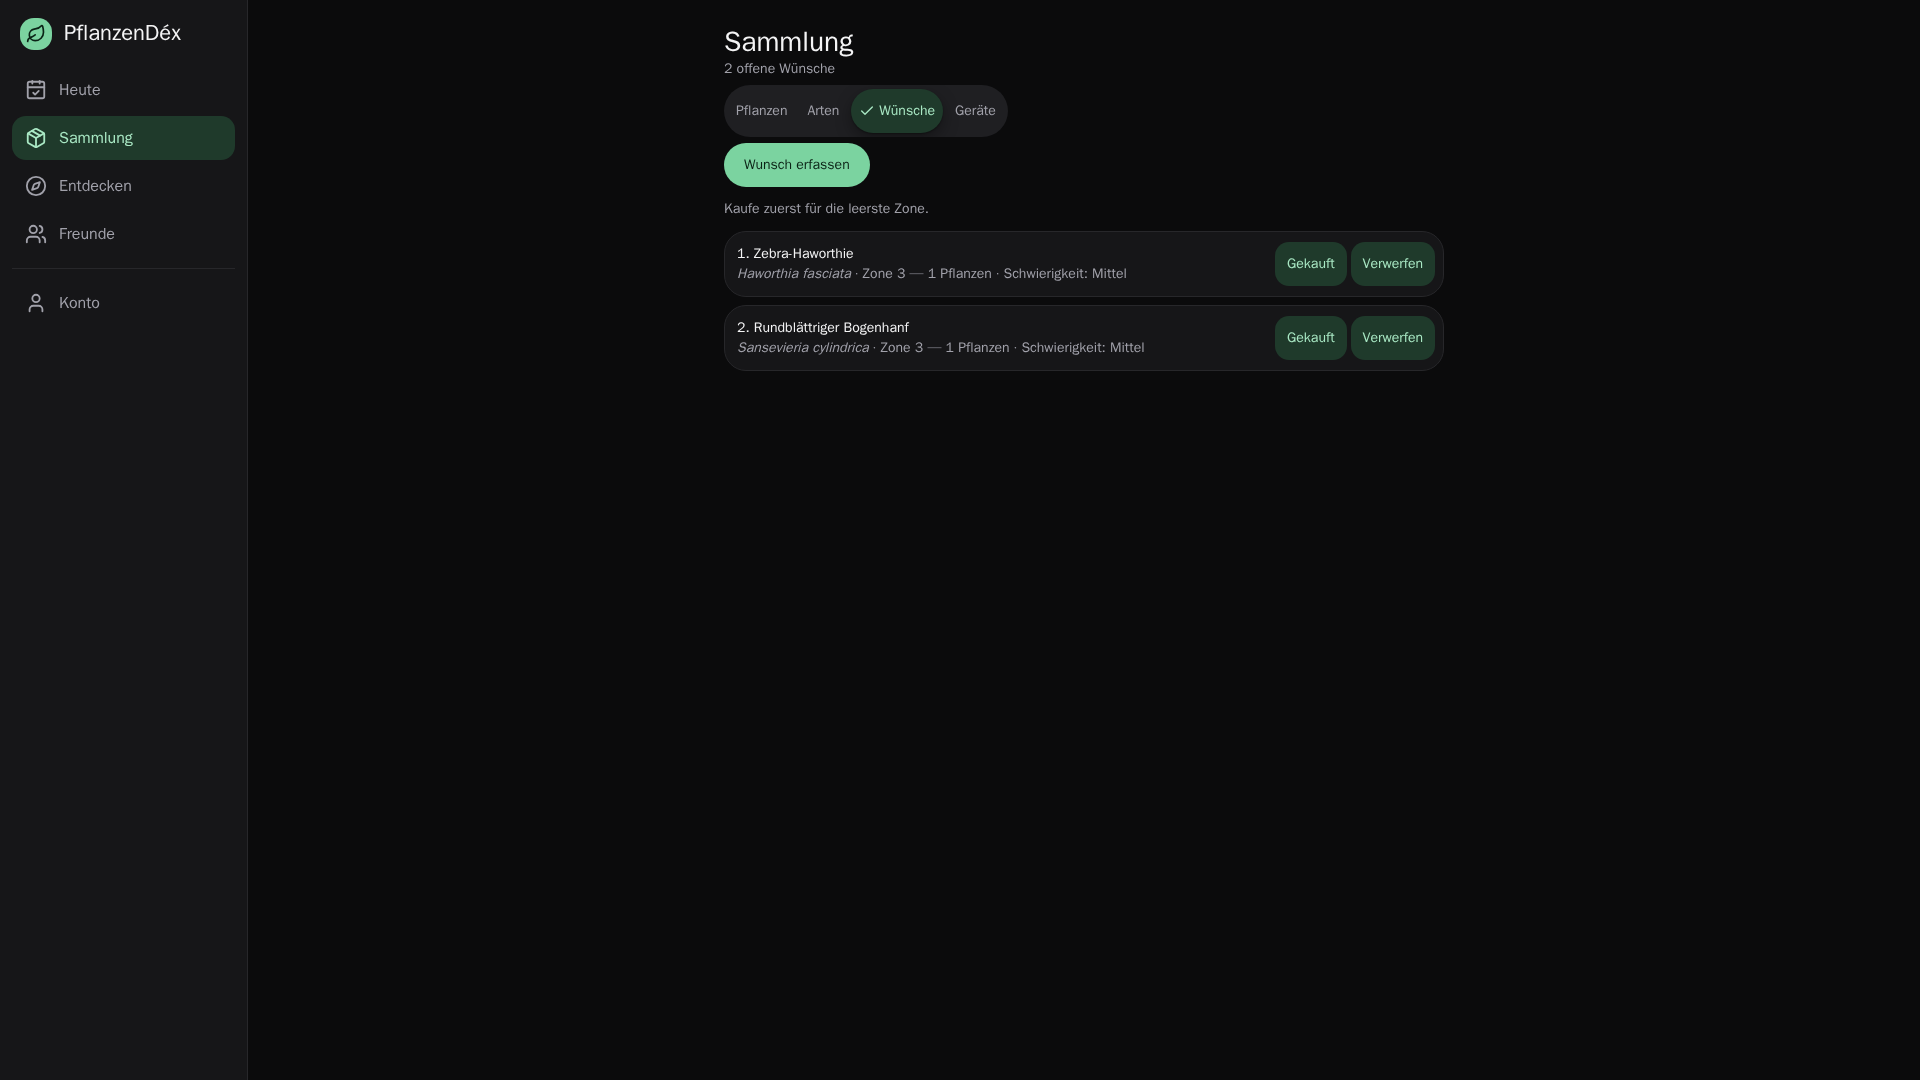 PflanzenDéx
Heute
Sammlung
Entdecken
Freunde
Konto
Sammlung
2 offene Wünsche
Pflanzen Arten Wünsche Geräte
Wunsch erfassen
Kaufe zuerst für die leerste Zone.
1. Zebra-Haworthie
Haworthia fasciata · Zone 3 — 1 Pflanzen · Schwierigkeit: Mittel
Gekauft Verwerfen
2. Rundblättriger Bogenhanf
Sansevieria cylindrica · Zone 3 — 1 Pflanzen · Schwierigkeit: Mittel
Gekauft Verwerfen